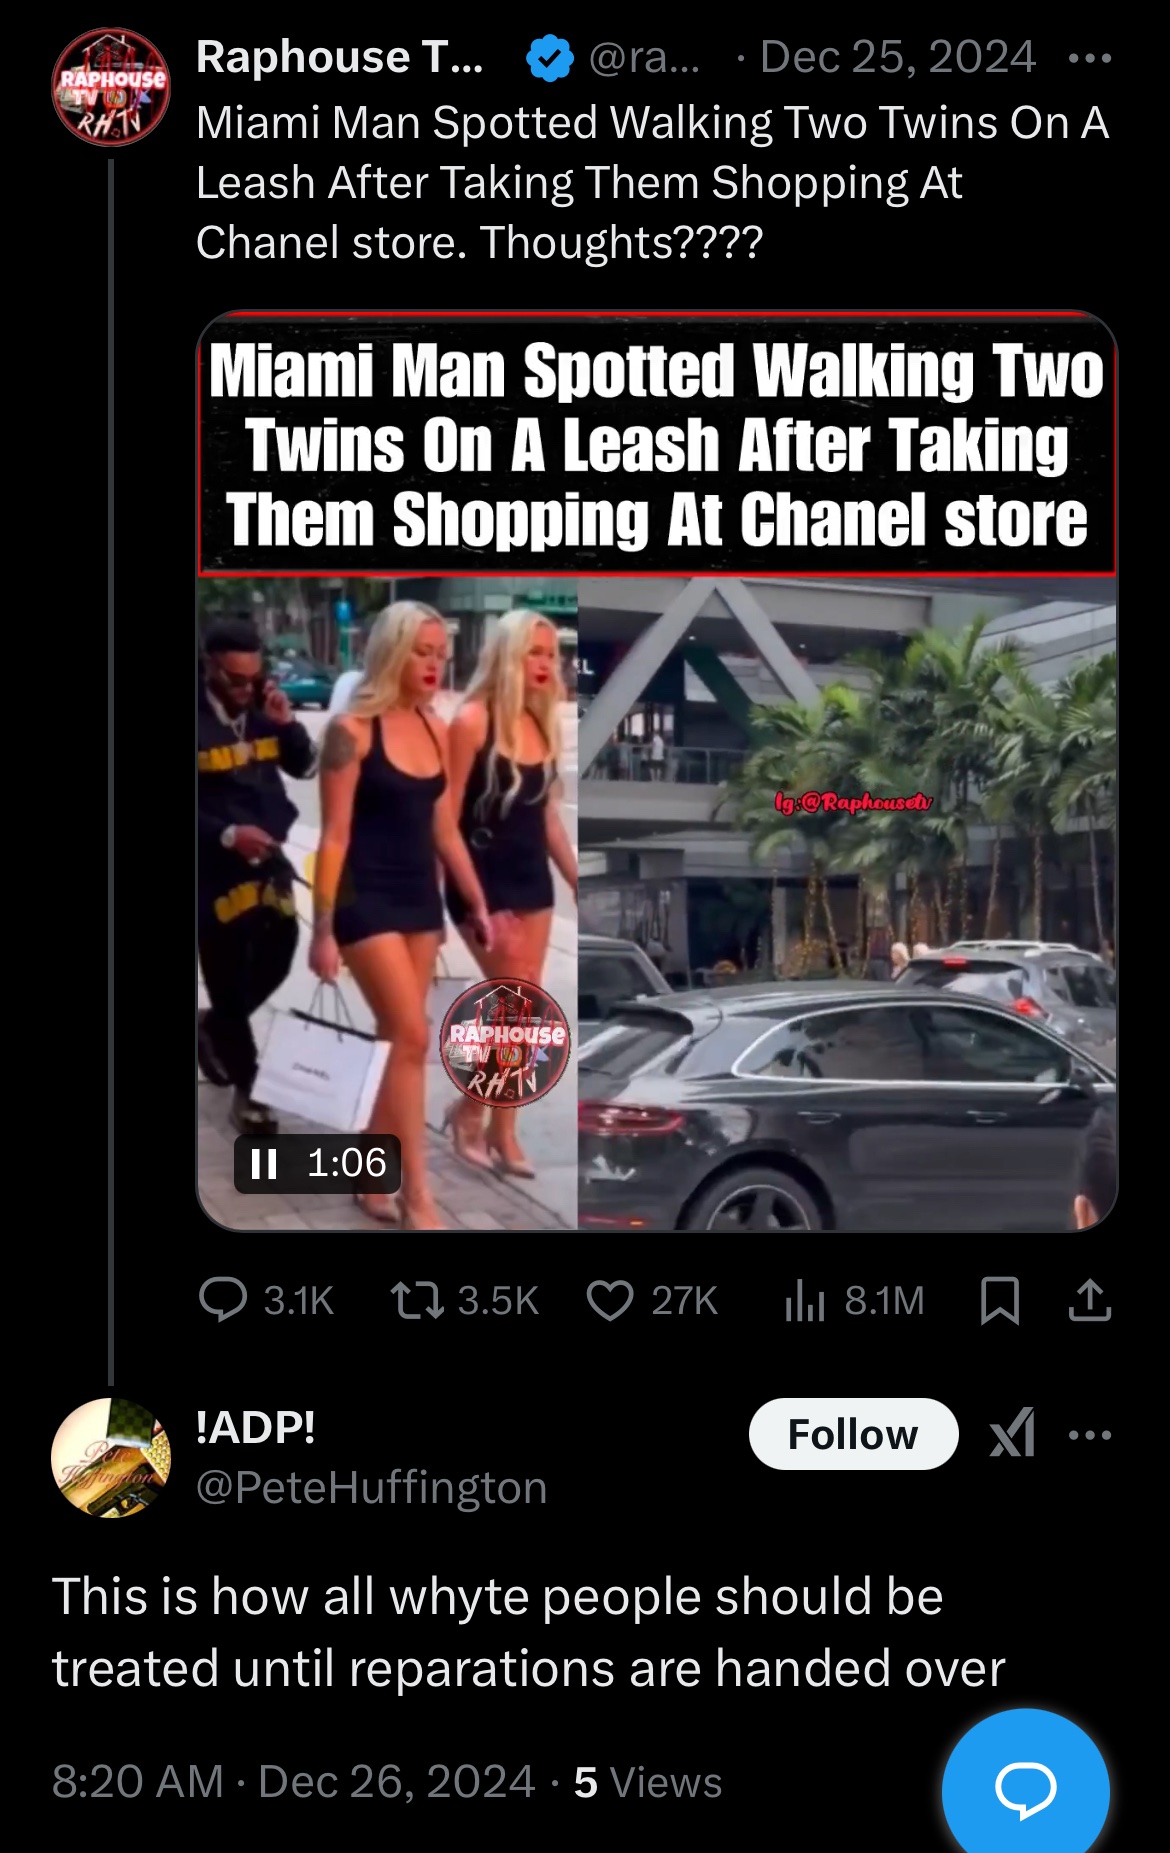 Raphouse T... @ra... · Dec 25, 2024
Miami Man Spotted Walking Two Twins On A
Leash After Taking Them Shopping At
Chanel store. Thoughts????
Miami Man Spotted Walking Two
Twins On A Leash After Taking
Them Shopping At Chanel store
Ig:@Raphousetv
RAPHOUSE
TV
RH.TV
1:06
3.1K 3.5K 27K 8.1M
!ADP!
Follow
@PeteHuffington
Pete
Huffington
This is how all whyte people should be
treated until reparations are handed over
8:20 AM · Dec 26, 2024 · 5 Views